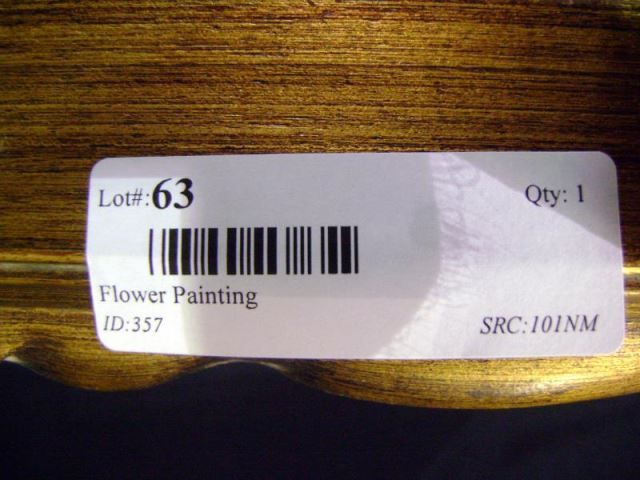 Lot#:63 Qty: 1
Flower Painting
ID:357 SRC:101NM